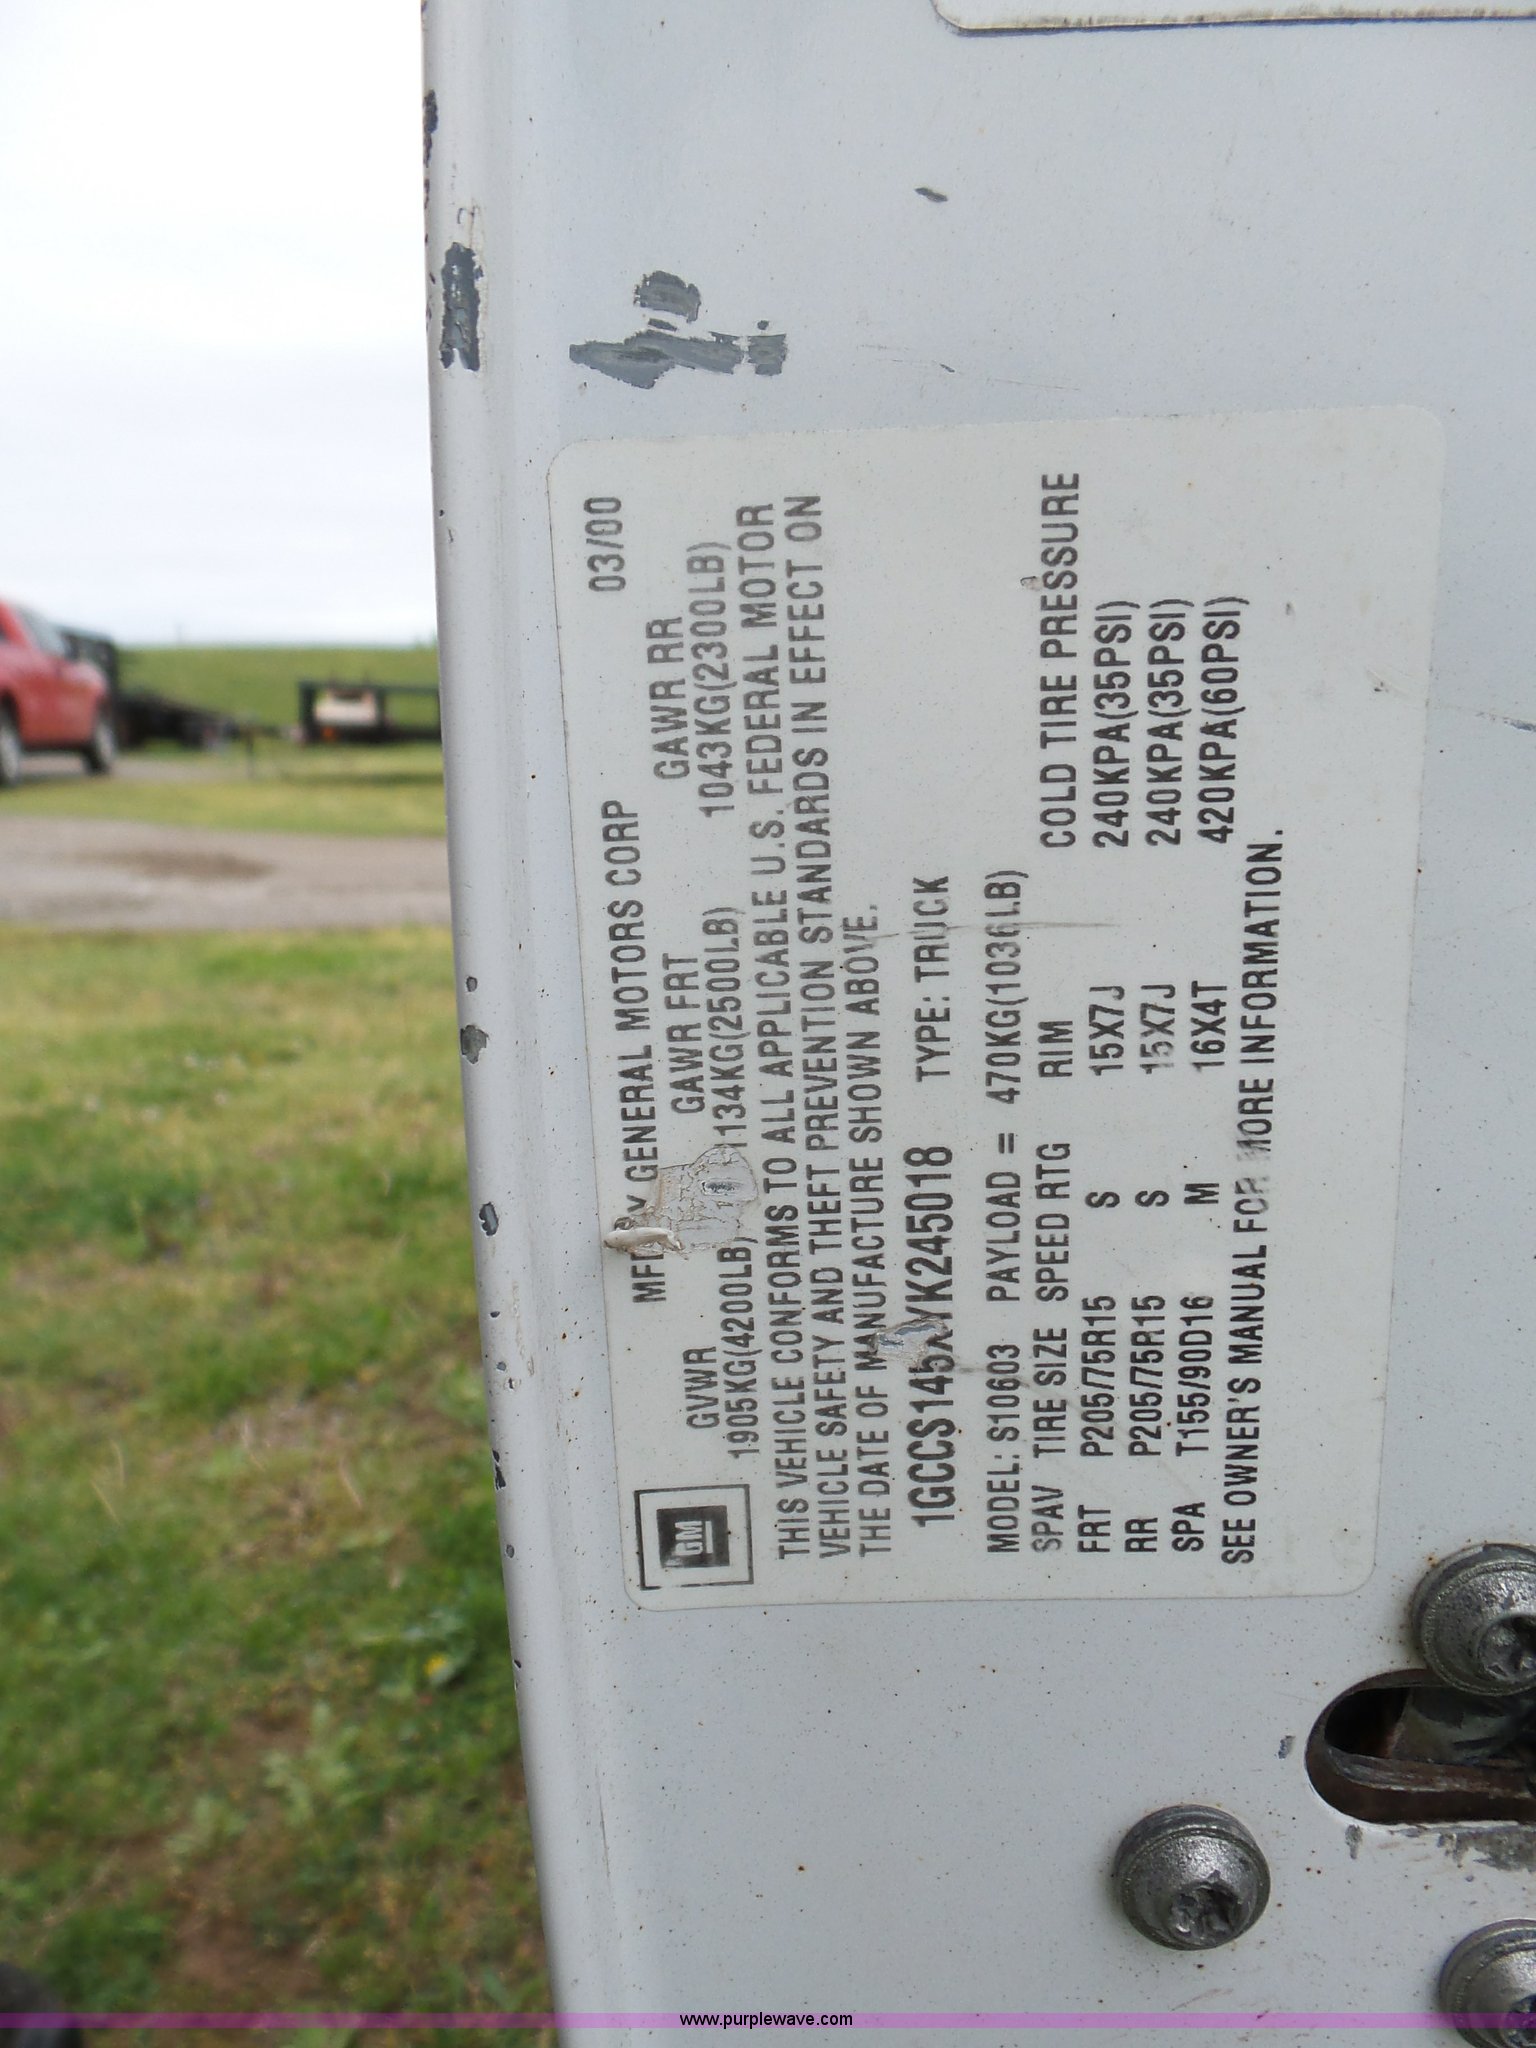 MFD BY GENERAL MOTORS CORP 03/00
GM
GVWR GAWR FRT GAWR RR
1905KG(4200LB) 1134KG(2500LB) 1043KG(2300LB)
THIS VEHICLE CONFORMS TO ALL APPLICABLE U.S. FEDERAL MOTOR
VEHICLE SAFETY AND THEFT PREVENTION STANDARDS IN EFFECT ON
THE DATE OF MANUFACTURE SHOWN ABOVE.
1GCCS145XYK245018 TYPE: TRUCK
MODEL: S10603 PAYLOAD = 470KG(1036LB)
SPAV TIRE SIZE SPEED RTG RIM COLD TIRE PRESSURE
FRT P205/75R15 S 15X7J 240KPA(35PSI)
RR P205/75R15 S 15X7J 240KPA(35PSI)
SPA T155/90D16 M 16X4T 420KPA(60PSI)
SEE OWNER'S MANUAL FOR MORE INFORMATION.
www.purplewave.com